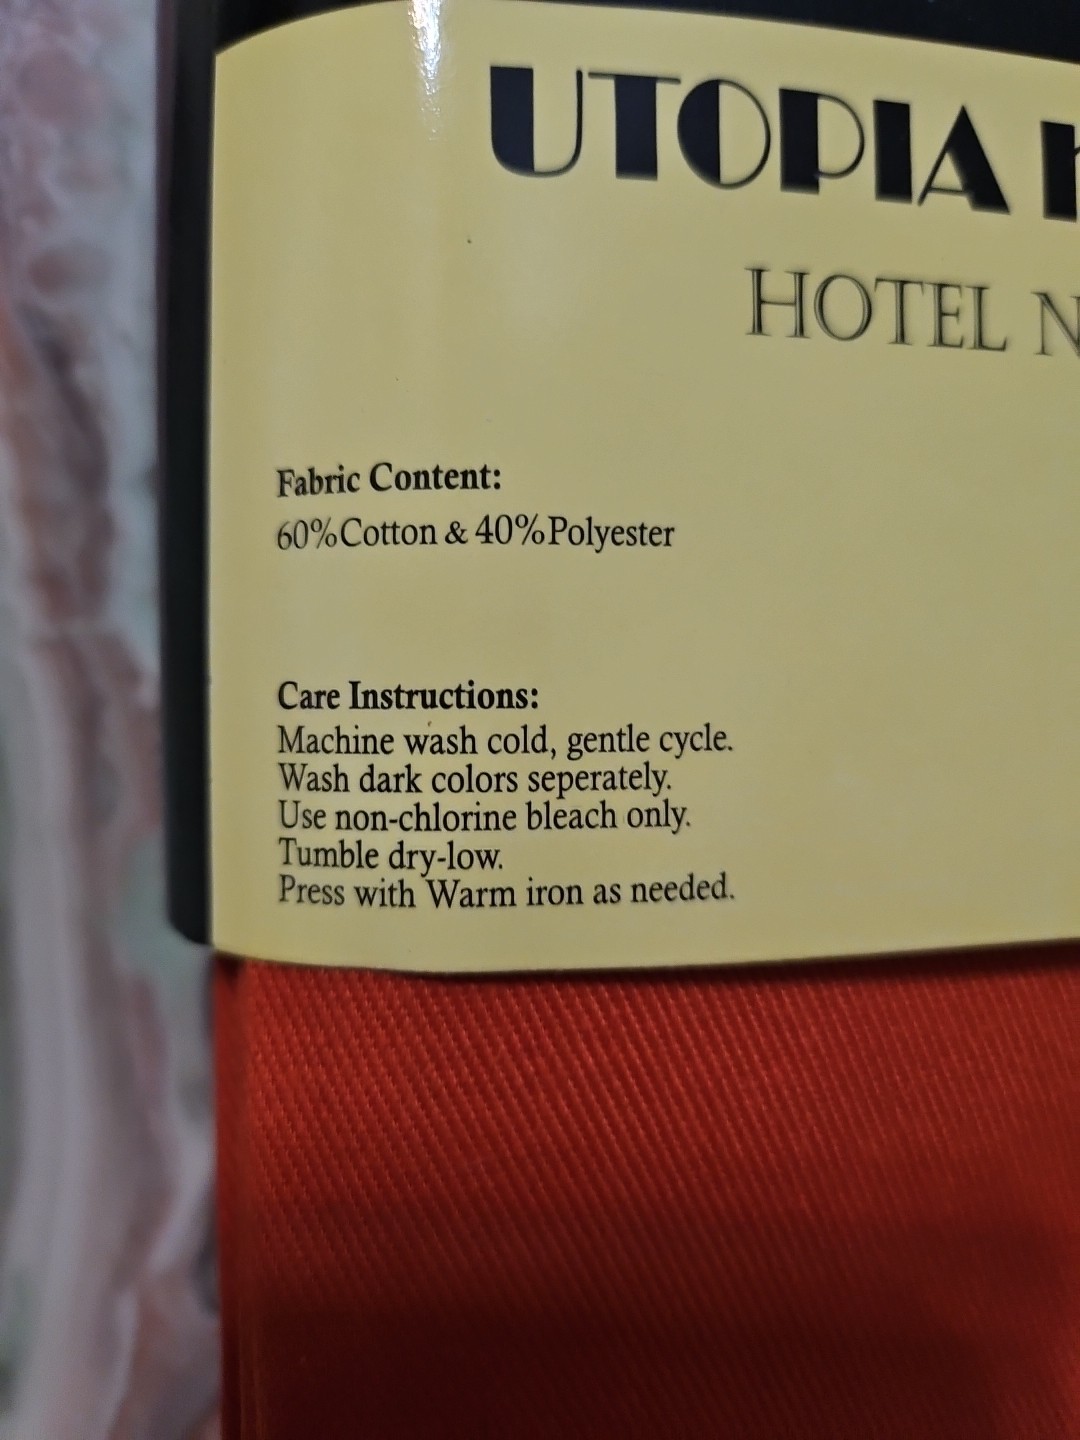 UTOPIA
HOTEL
Fabric Content:
60%Cotton & 40%Polyester
Care Instructions:
Machine wash cold, gentle cycle.
Wash dark colors seperately.
Use non-chlorine bleach only.
Tumble dry-low.
Press with Warm iron as needed.